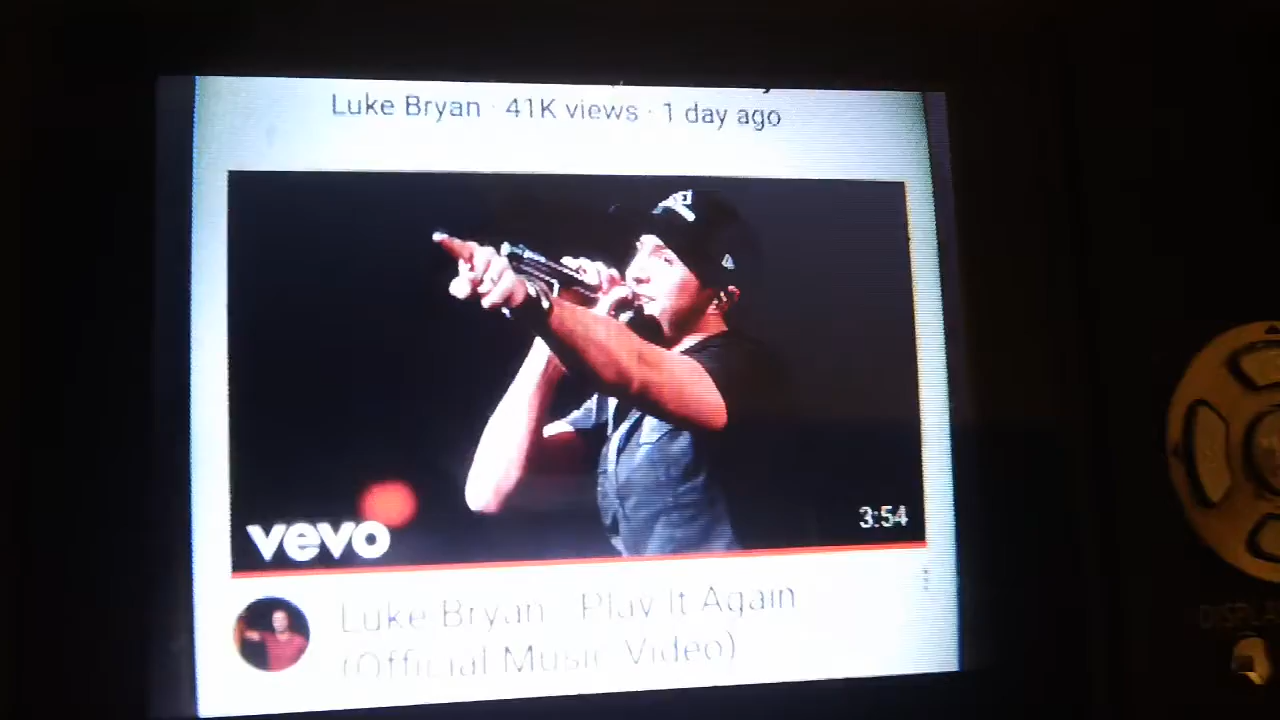 Luke Bryan · 41K views · 1 day ago
vevo
3:54
Luke Bryan - Play It Again
(Official Music Video)